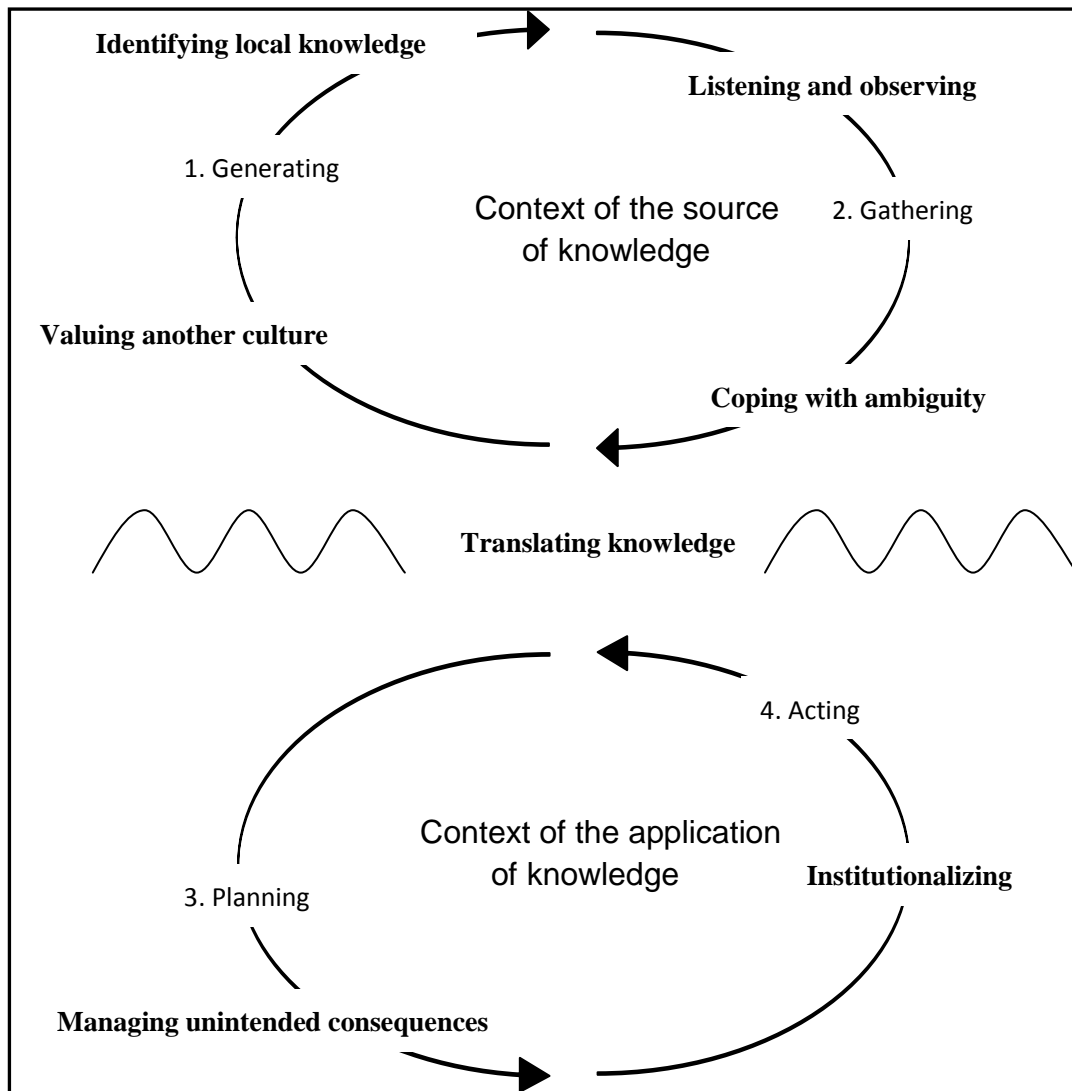 Identifying local knowledge
Listening and observing
1. Generating
Context of the source
of knowledge
2. Gathering
Valuing another culture
Coping with ambiguity
Translating knowledge
4. Acting
Context of the application
of knowledge
Institutionalizing
3. Planning
Managing unintended consequences